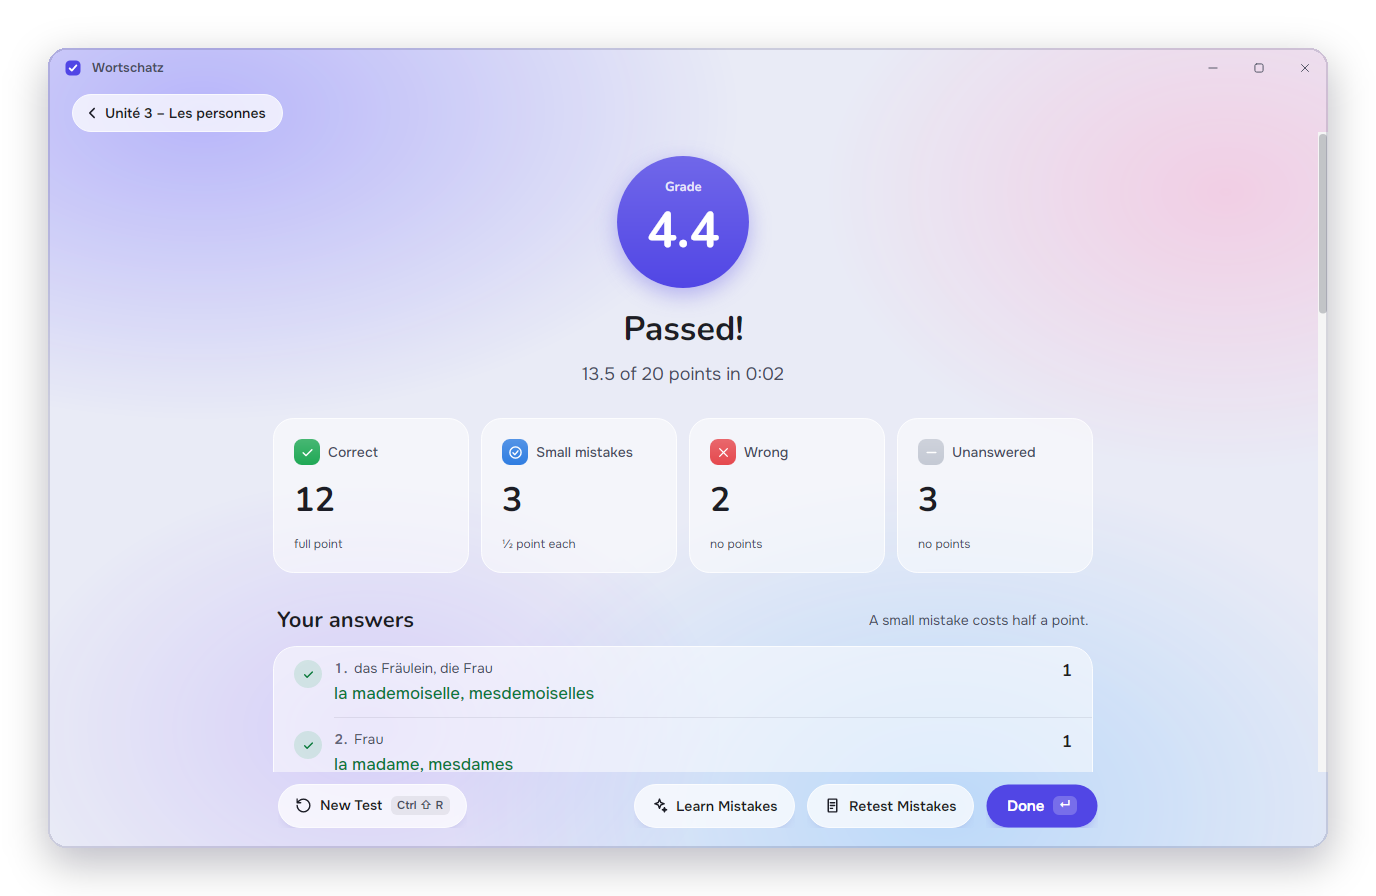 Wortschatz
Unité 3 – Les personnes
Grade
4.4
Passed!
13.5 of 20 points in 0:02
Correct
12
full point
Small mistakes
3
½ point each
Wrong
2
no points
Unanswered
3
no points
Your answers
A small mistake costs half a point.
1. das Fräulein, die Frau
la mademoiselle, mesdemoiselles
1
2. Frau
la madame, mesdames
1
New Test Ctrl ⇧ R
Learn Mistakes
Retest Mistakes
Done ↵